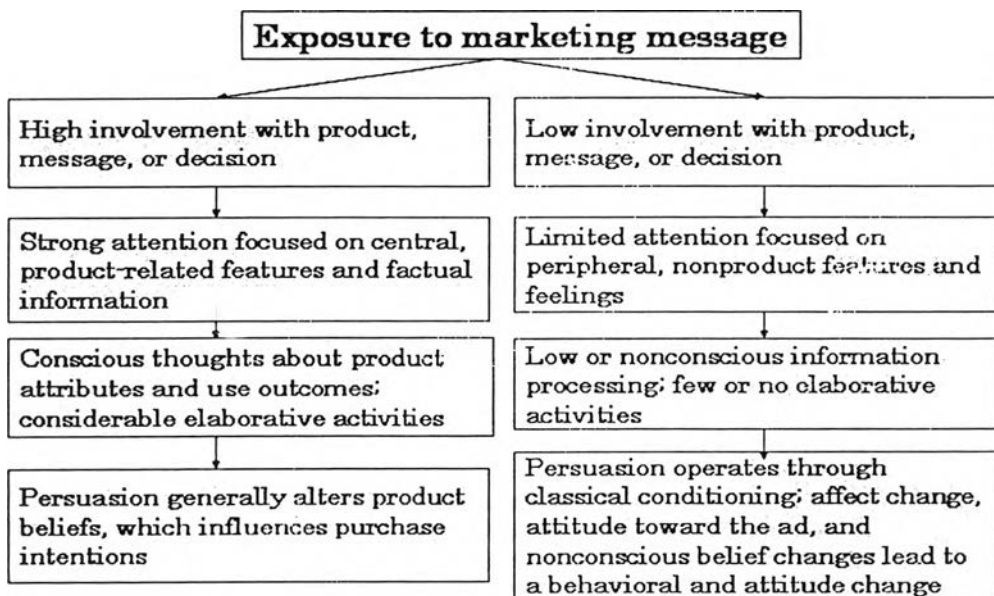 Exposure to marketing message
High involvement with product,
message, or decision
Strong attention focused on central,
product-related features and factual
information
Conscious thoughts about product
attributes and use outcomes;
considerable elaborative activities
Persuasion generally alters product
beliefs, which influences purchase
intentions
Low involvement with product,
message, or decision
Limited attention focused on
peripheral, nonproduct features and
feelings
Low or nonconscious information
processing; few or no elaborative
activities
Persuasion operates through
classical conditioning; affect change,
attitude toward the ad, and
nonconscious belief changes lead to
a behavioral and attitude change